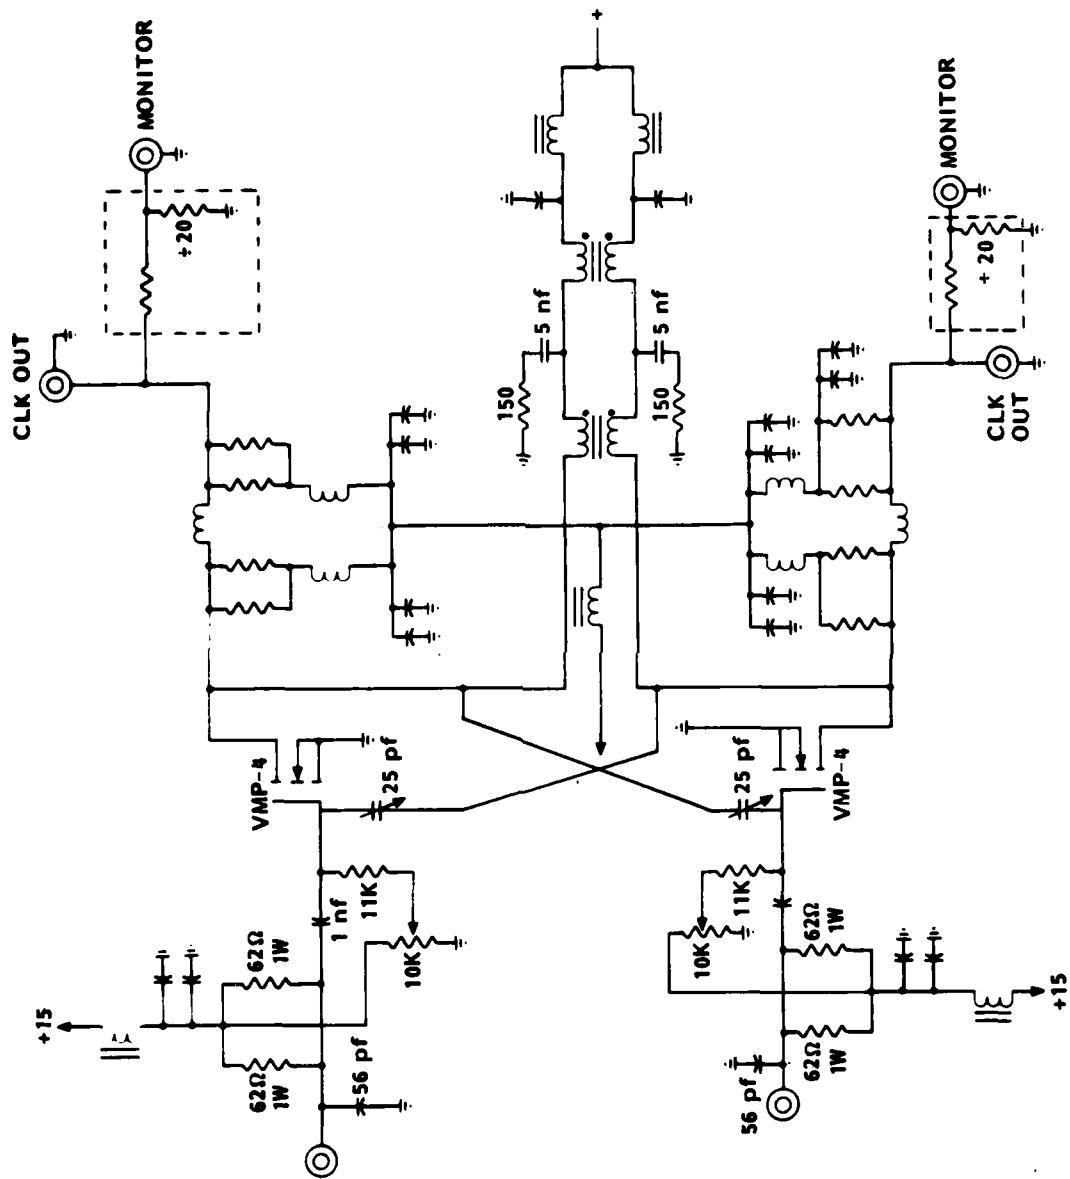 CLK OUT
MONITOR
÷20
+
5 nf
150
5 nf
150
MONITOR
÷ 20
CLK
OUT
VMP-4
25 pf
25 pf
VMP-4
11K
1 nf
10K
62Ω
1W
62Ω
1W
+15
56 pf
11K
10K
62Ω
1W
62Ω
1W
56 pf
+15